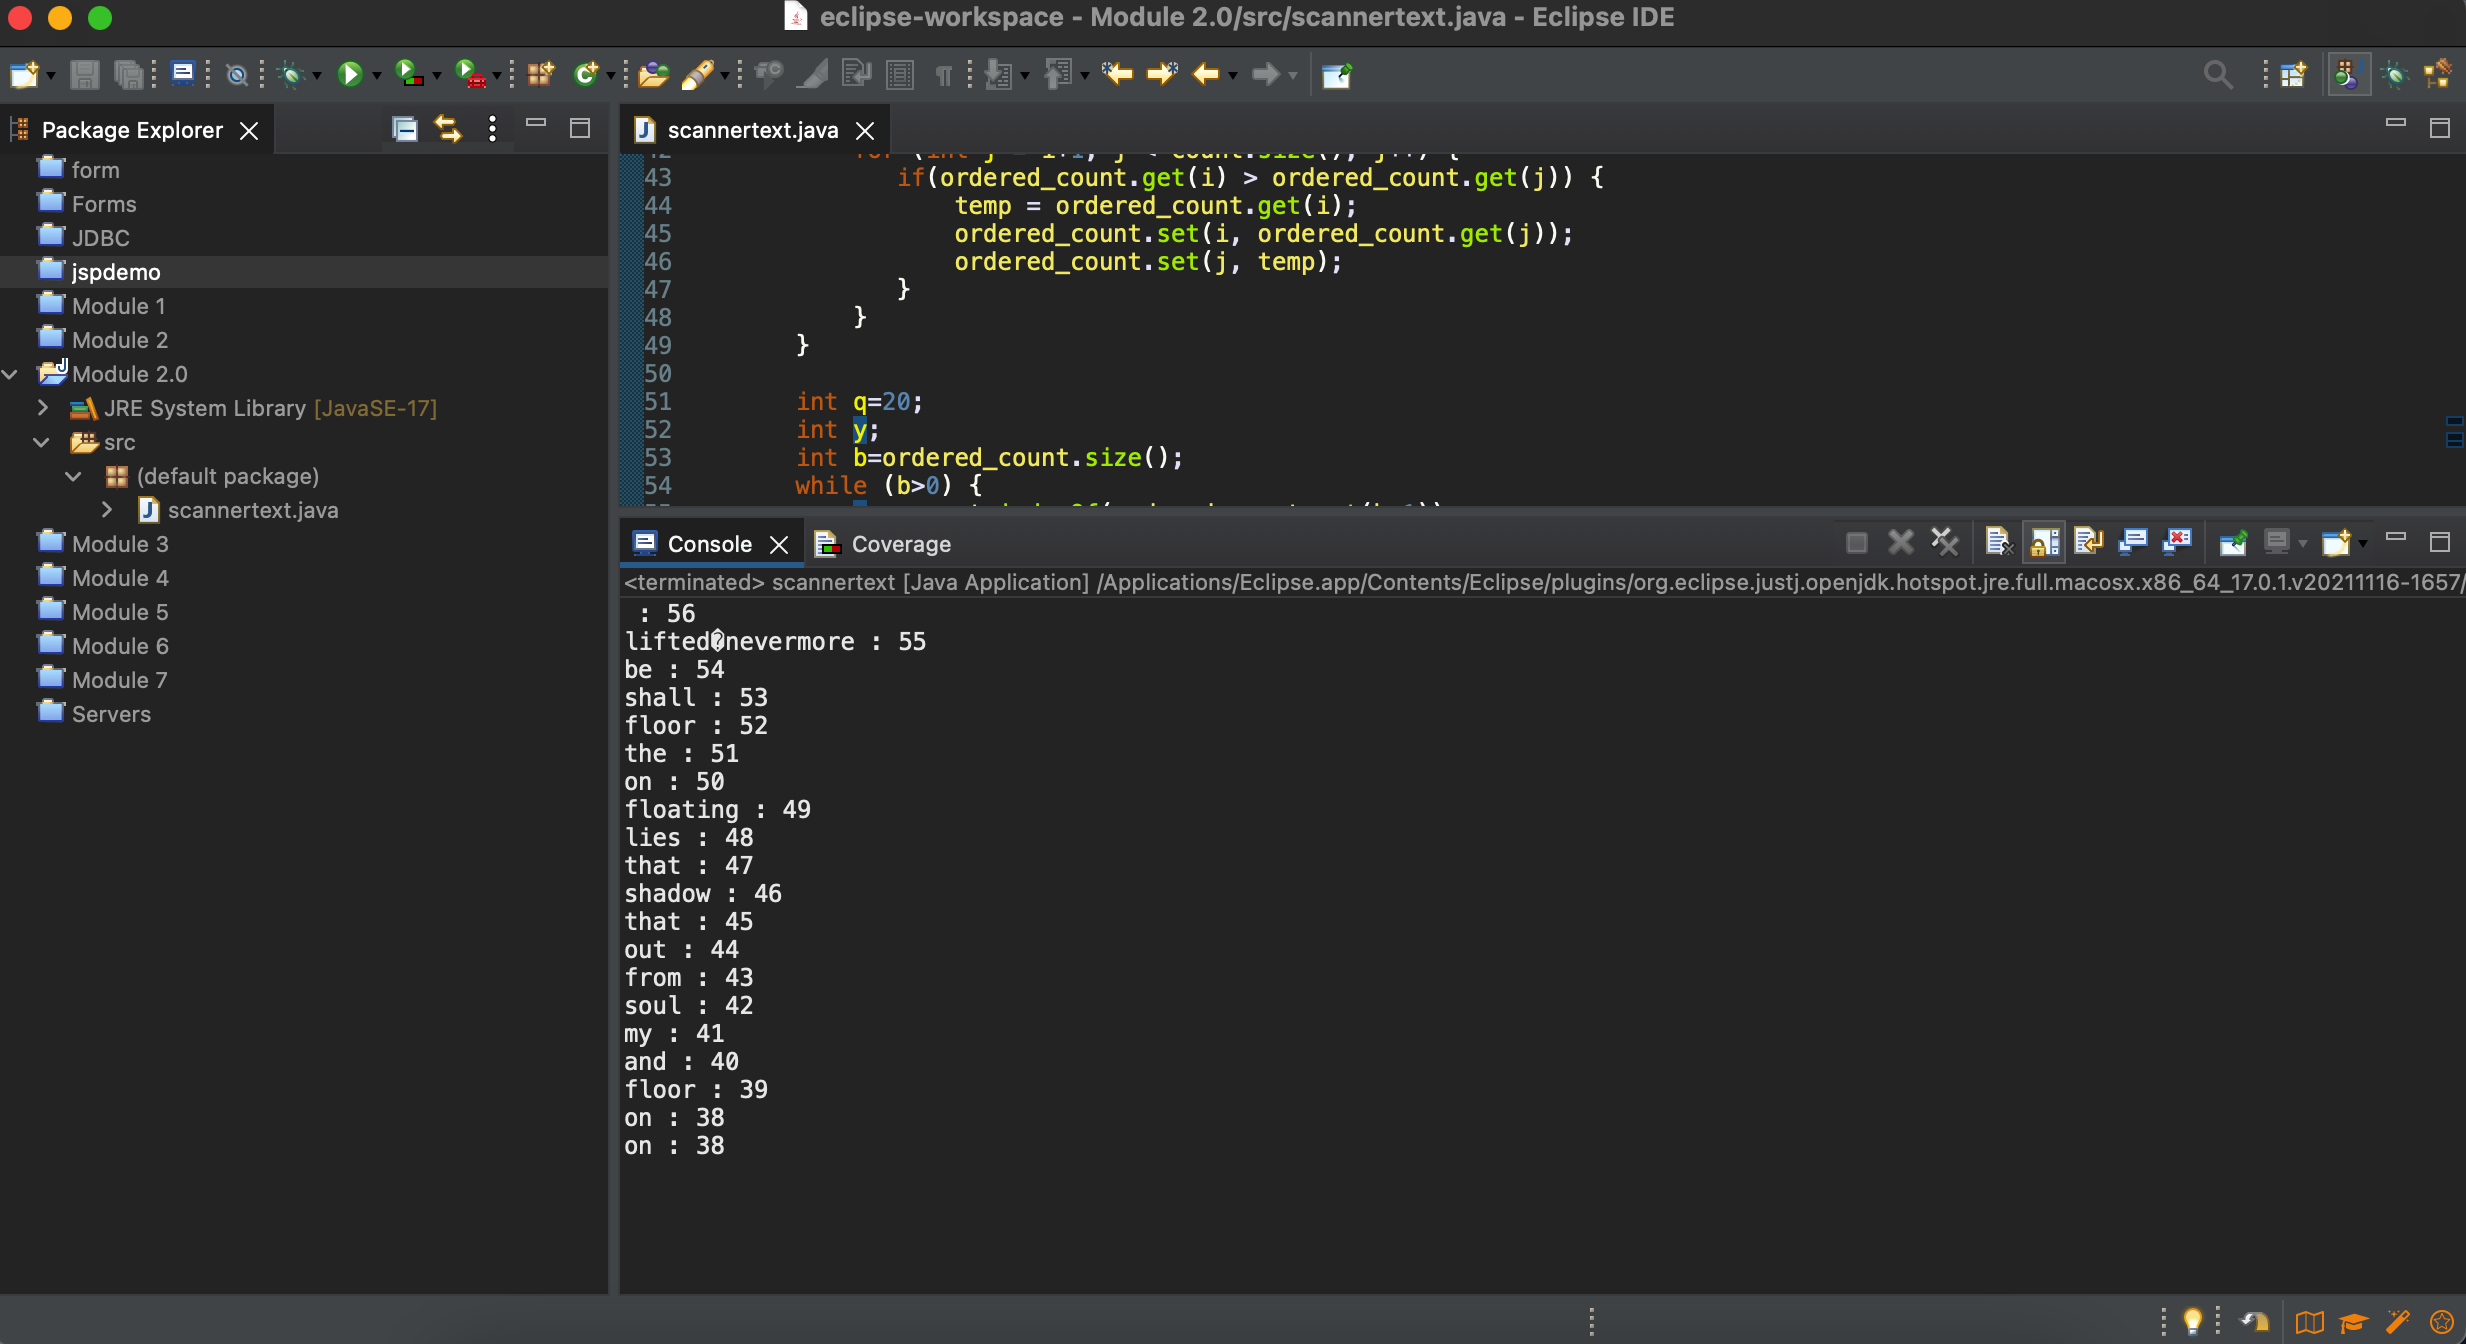 eclipse-workspace - Module 2.0/src/scannertext.java - Eclipse IDE
Package Explorer
form
Forms
JDBC
jspdemo
Module 1
Module 2
Module 2.0
JRE System Library [JavaSE-17]
src
(default package)
scannertext.java
Module 3
Module 4
Module 5
Module 6
Module 7
Servers
scannertext.java
43 if(ordered_count.get(i) > ordered_count.get(j)) {
44 temp = ordered_count.get(i);
45 ordered_count.set(i, ordered_count.get(j));
46 ordered_count.set(j, temp);
47 }
48 }
49 }
50
51 int q=20;
52 int y;
53 int b=ordered_count.size();
54 while (b>0) {
Console
Coverage
<terminated> scannertext [Java Application] /Applications/Eclipse.app/Contents/Eclipse/plugins/org.eclipse.justj.openjdk.hotspot.jre.full.macosx.x86_64_17.0.1.v20211116-1657/
: 56
lifted�nevermore : 55
be : 54
shall : 53
floor : 52
the : 51
on : 50
floating : 49
lies : 48
that : 47
shadow : 46
that : 45
out : 44
from : 43
soul : 42
my : 41
and : 40
floor : 39
on : 38
on : 38